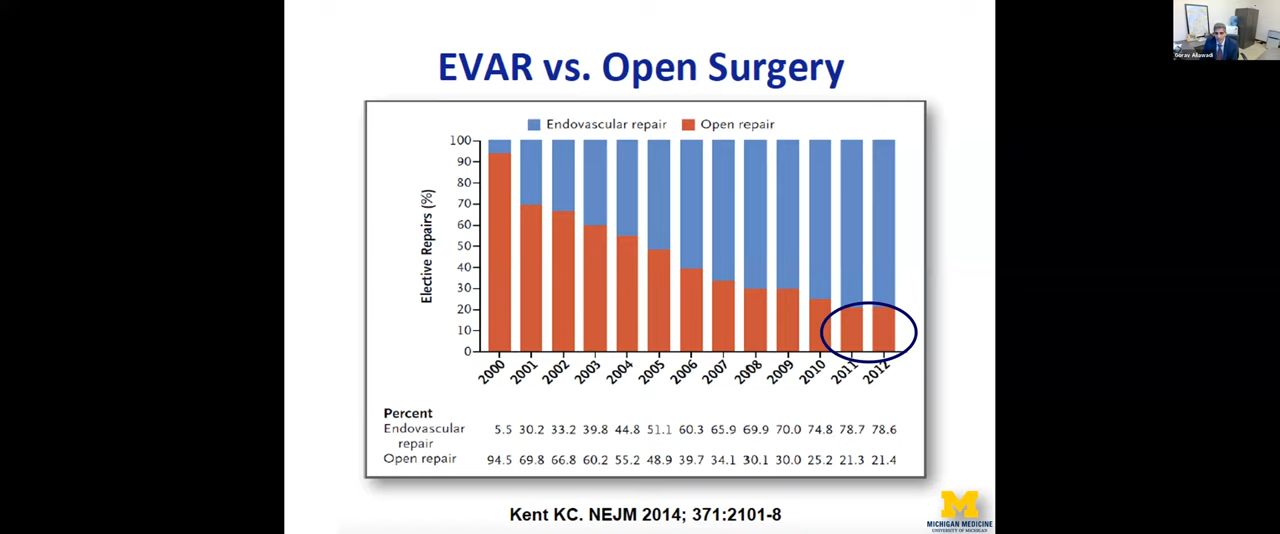 EVAR vs. Open Surgery
Endovascular repair Open repair
Elective Repairs (%)
100
90
80
70
60
50
40
30
20
10
0
2000 2001 2002 2003 2004 2005 2006 2007 2008 2009 2010 2011 2012
Percent
Endovascular 5.5 30.2 33.2 39.8 44.8 51.1 60.3 65.9 69.9 70.0 74.8 78.7 78.6
repair
Open repair 94.5 69.8 66.8 60.2 55.2 48.9 39.7 34.1 30.1 30.0 25.2 21.3 21.4
Kent KC. NEJM 2014; 371:2101-8
M
MICHIGAN MEDICINE
UNIVERSITY OF MICHIGAN
Gorav Ailawadi